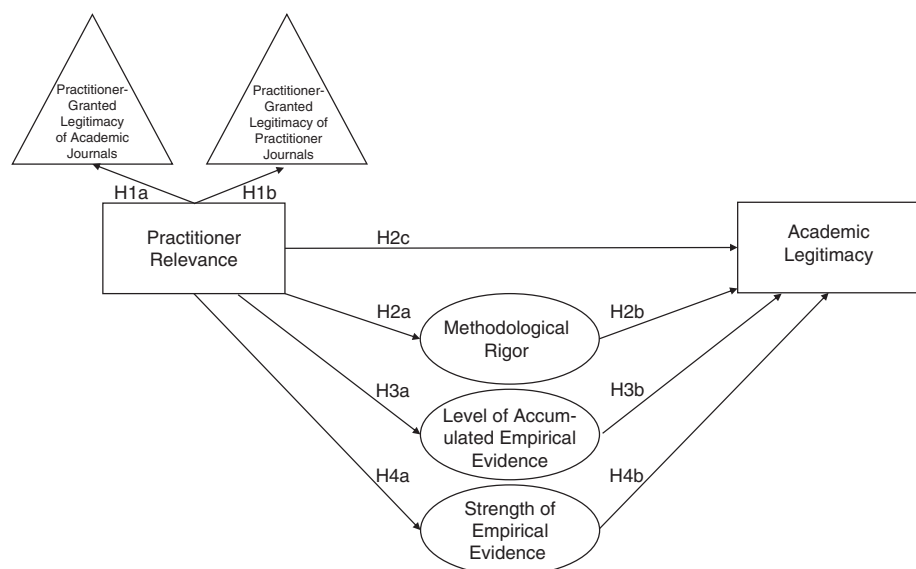 Practitioner-
Granted
Legitimacy
of Academic
Journals
Practitioner-
Granted
Legitimacy of
Practitioner
Journals
H1a
H1b
Practitioner
Relevance
H2c
Academic
Legitimacy
H2a
Methodological
Rigor
H2b
H3a
Level of Accum-
ulated Empirical
Evidence
H3b
H4a
Strength of
Empirical
Evidence
H4b